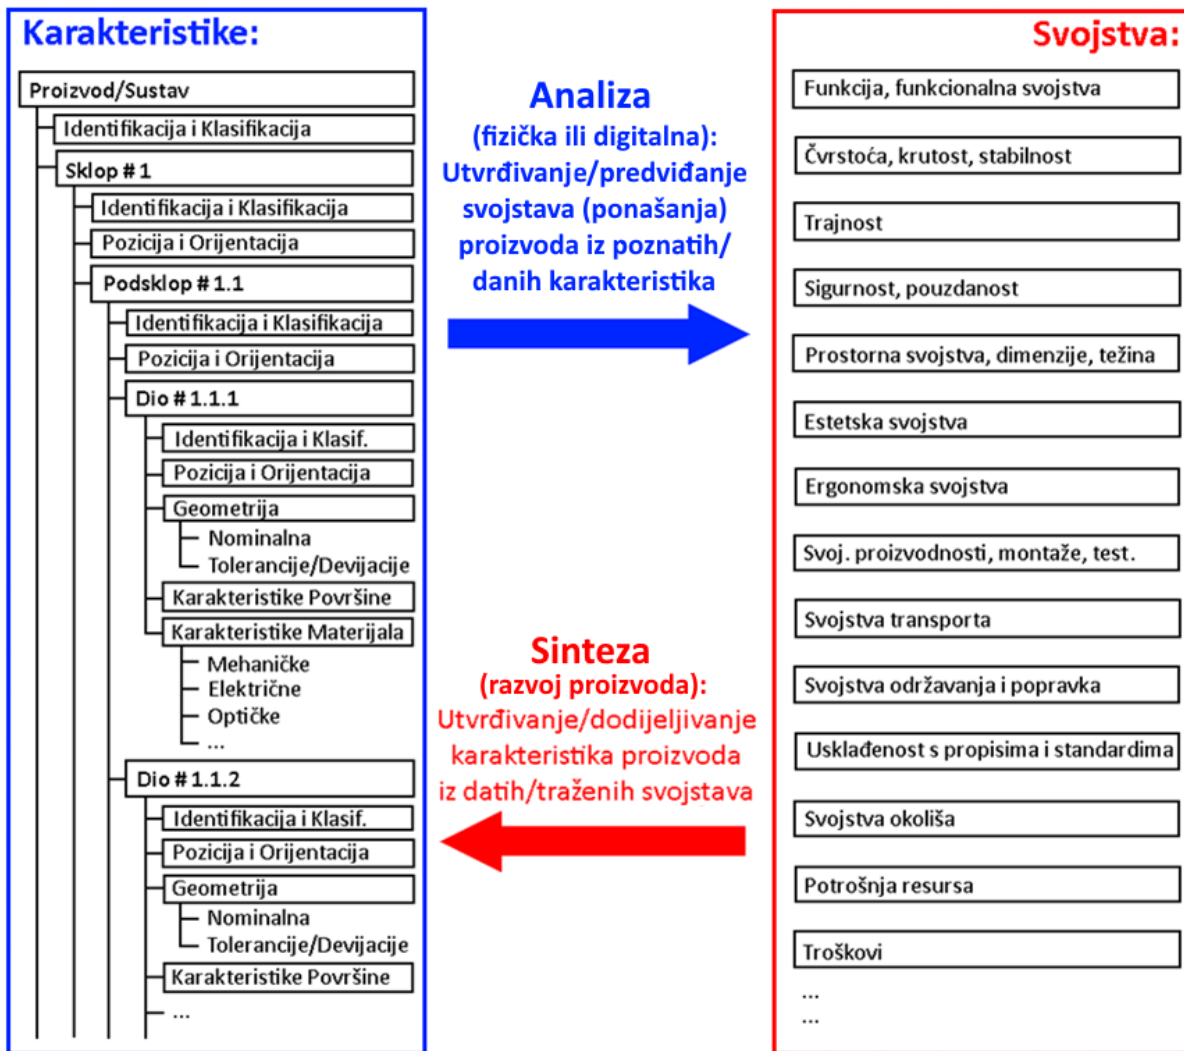 Karakteristike:
Proizvod/Sustav
Identifikacija i Klasifikacija
Sklop # 1
Identifikacija i Klasifikacija
Pozicija i Orijentacija
Podsklop # 1.1
Identifikacija i Klasifikacija
Pozicija i Orijentacija
Dio # 1.1.1
Identifikacija i Klasif.
Pozicija i Orijentacija
Geometrija
Nominalna
Tolerancije/Devijacije
Karakteristike Površine
Karakteristike Materijala
Mehaničke
Električne
Optičke
...
Dio # 1.1.2
Identifikacija i Klasif.
Pozicija i Orijentacija
Geometrija
Nominalna
Tolerancije/Devijacije
Karakteristike Površine
...
Analiza
(fizička ili digitalna):
Utvrđivanje/predviđanje
svojstava (ponašanja)
proizvoda iz poznatih/
danih karakteristika
Sinteza
(razvoj proizvoda):
Utvrđivanje/dodijeljivanje
karakteristika proizvoda
iz datih/traženih svojstava
Svojstva:
Funkcija, funkcionalna svojstva
Čvrstoća, krutost, stabilnost
Trajnost
Sigurnost, pouzdanost
Prostorna svojstva, dimenzije, težina
Estetska svojstva
Ergonomska svojstva
Svoj. proizvodnosti, montaže, test.
Svojstva transporta
Svojstva održavanja i popravka
Usklađenost s propisima i standardima
Svojstva okoliša
Potrošnja resursa
Troškovi
...
...